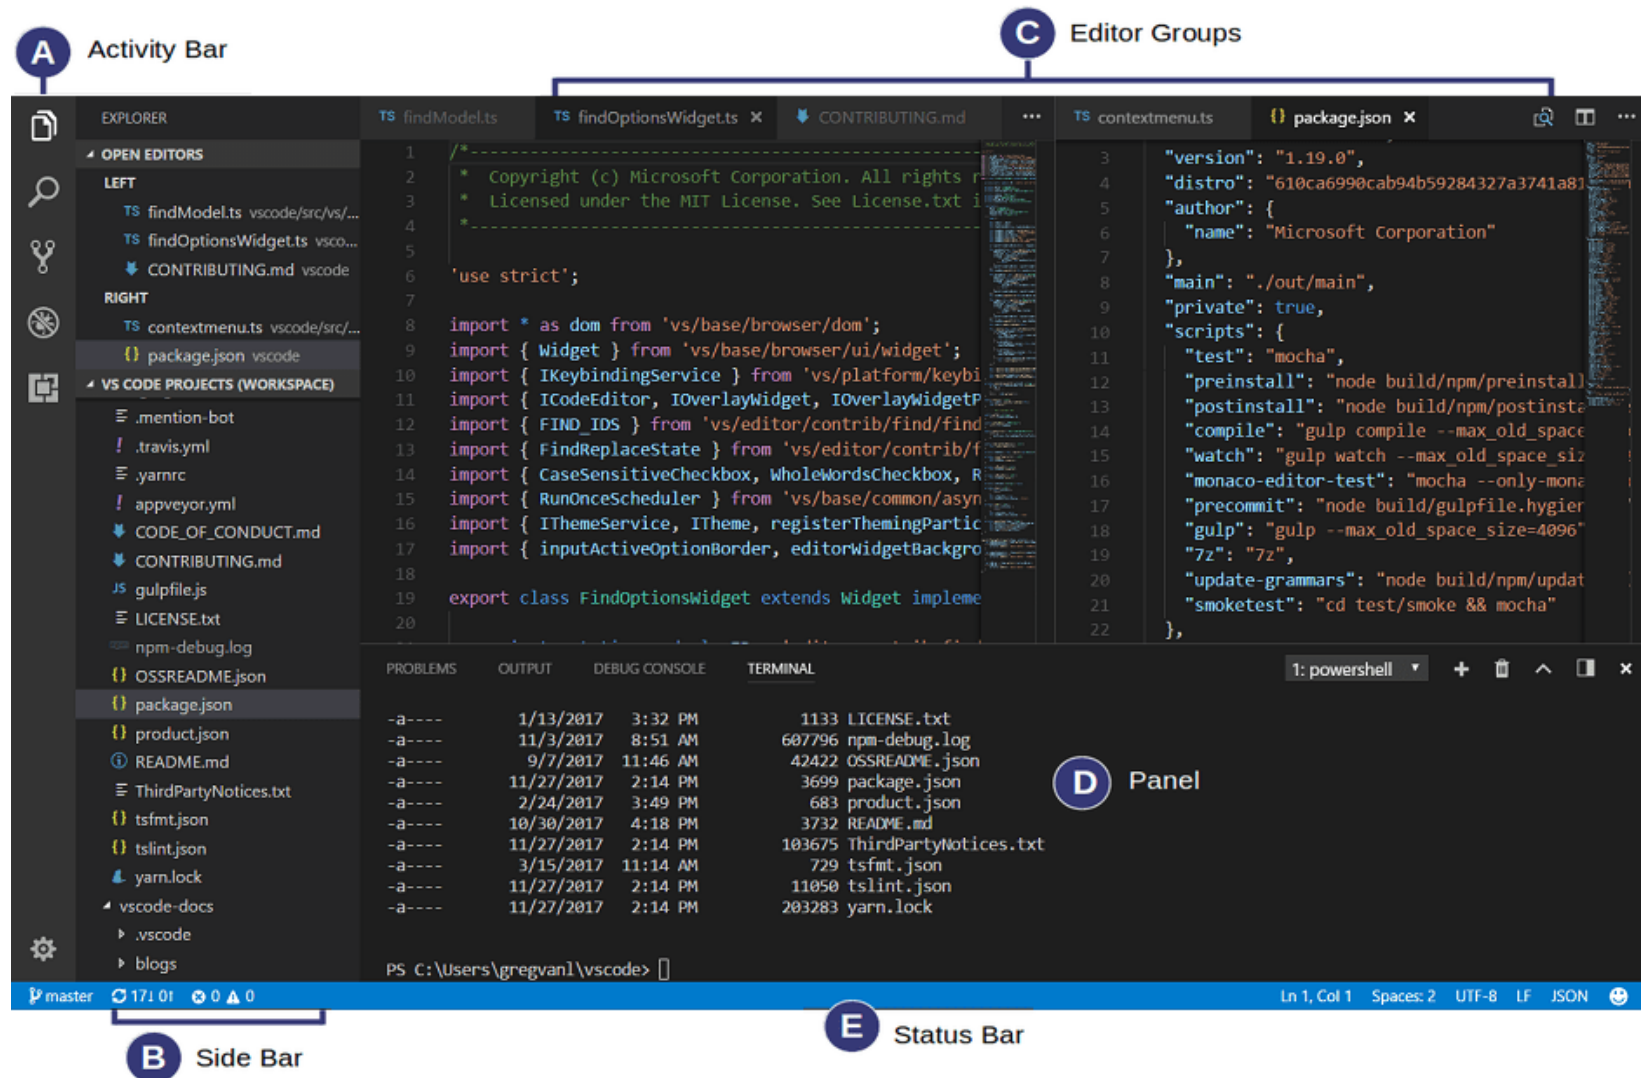 A Activity Bar
C Editor Groups
EXPLORER
OPEN EDITORS
LEFT
TS findModel.ts vscode/src/vs/...
TS findOptionsWidget.ts vsco...
CONTRIBUTING.md vscode
RIGHT
TS contextmenu.ts vscode/src/...
{} package.json vscode
VS CODE PROJECTS (WORKSPACE)
.mention-bot
! .travis.yml
.yarnrc
! appveyor.yml
CODE_OF_CONDUCT.md
CONTRIBUTING.md
JS gulpfile.js
LICENSE.txt
npm-debug.log
{} OSSREADME.json
{} package.json
{} product.json
README.md
ThirdPartyNotices.txt
{} tsfmt.json
{} tslint.json
yarn.lock
vscode-docs
.vscode
blogs
TS findModel.ts TS findOptionsWidget.ts × CONTRIBUTING.md ...
1 /*--------------------------------------------------
2 * Copyright (c) Microsoft Corporation. All rights r
3 * Licensed under the MIT License. See License.txt i
4 *--------------------------------------------------
5
6 'use strict';
7
8 import * as dom from 'vs/base/browser/dom';
9 import { Widget } from 'vs/base/browser/ui/widget';
10 import { IKeybindingService } from 'vs/platform/keybi
11 import { ICodeEditor, IOverlayWidget, IOverlayWidgetP
12 import { FIND_IDS } from 'vs/editor/contrib/find/find
13 import { FindReplaceState } from 'vs/editor/contrib/f
14 import { CaseSensitiveCheckbox, WholeWordsCheckbox, R
15 import { RunOnceScheduler } from 'vs/base/common/asyn
16 import { IThemeService, ITheme, registerThemingPartic
17 import { inputActiveOptionBorder, editorWidgetBackgro
18
19 export class FindOptionsWidget extends Widget impleme
20
TS contextmenu.ts {} package.json × ...
3 "version": "1.19.0",
4 "distro": "610ca6990cab94b59284327a3741a81
5 "author": {
6 "name": "Microsoft Corporation"
7 },
8 "main": "./out/main",
9 "private": true,
10 "scripts": {
11 "test": "mocha",
12 "preinstall": "node build/npm/preinstall
13 "postinstall": "node build/npm/postinsta
14 "compile": "gulp compile --max_old_space
15 "watch": "gulp watch --max_old_space_siz
16 "monaco-editor-test": "mocha --only-mona
17 "precommit": "node build/gulpfile.hygien
18 "gulp": "gulp --max_old_space_size=4096"
19 "7z": "7z",
20 "update-grammars": "node build/npm/updat
21 "smoketest": "cd test/smoke && mocha"
22 },
PROBLEMS OUTPUT DEBUG CONSOLE TERMINAL 1: powershell
-a---- 1/13/2017 3:32 PM 1133 LICENSE.txt
-a---- 11/3/2017 8:51 AM 607796 npm-debug.log
-a---- 9/7/2017 11:46 AM 42422 OSSREADME.json
-a---- 11/27/2017 2:14 PM 3699 package.json
-a---- 2/24/2017 3:49 PM 683 product.json
-a---- 10/30/2017 4:18 PM 3732 README.md
-a---- 11/27/2017 2:14 PM 103675 ThirdPartyNotices.txt
-a---- 3/15/2017 11:14 AM 729 tsfmt.json
-a---- 11/27/2017 2:14 PM 11050 tslint.json
-a---- 11/27/2017 2:14 PM 203283 yarn.lock
PS C:\Users\gregvanl\vscode>
D Panel
master 17↓ 0↑ 0 0 Ln 1, Col 1 Spaces: 2 UTF-8 LF JSON
B Side Bar
E Status Bar